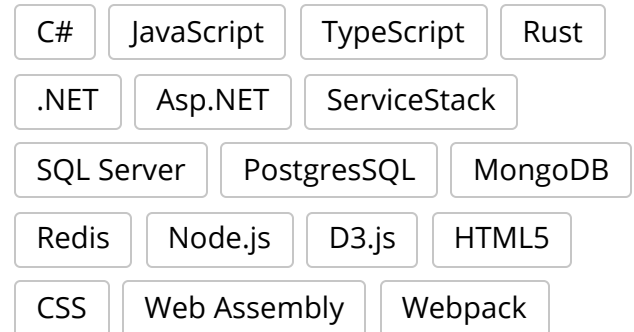 C# JavaScript TypeScript Rust
.NET Asp.NET ServiceStack
SQL Server PostgresSQL MongoDB
Redis Node.js D3.js HTML5
CSS Web Assembly Webpack